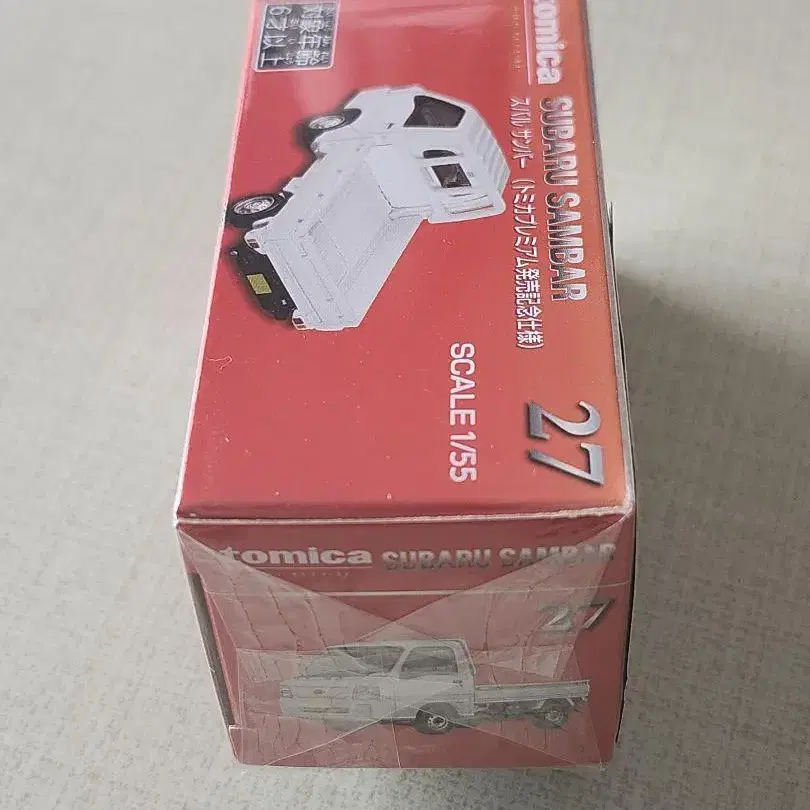 tomica
SUBARU SAMBAR
スバル サンバー (トミカプレミアム発売記念仕様)
対象年齢
6才以上
SCALE 1/55
27
tomica SUBARU SAMBAR
27